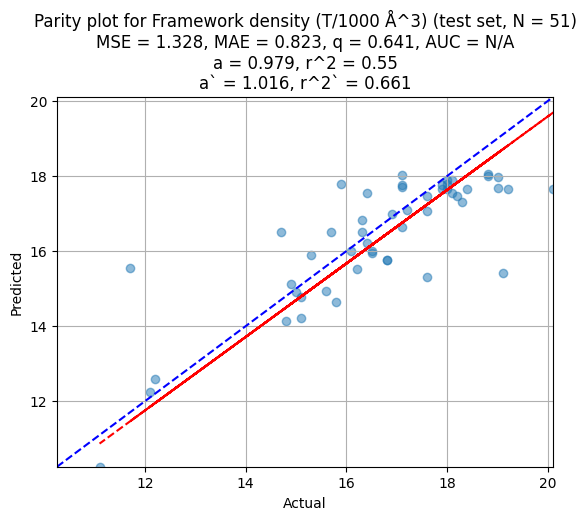 Parity plot for Framework density (T/1000 Å^3) (test set, N = 51)
MSE = 1.328, MAE = 0.823, q = 0.641, AUC = N/A
a = 0.979, r^2 = 0.55
a` = 1.016, r^2` = 0.661
20
18
16
14
12
Predicted
12 14 16 18 20
Actual